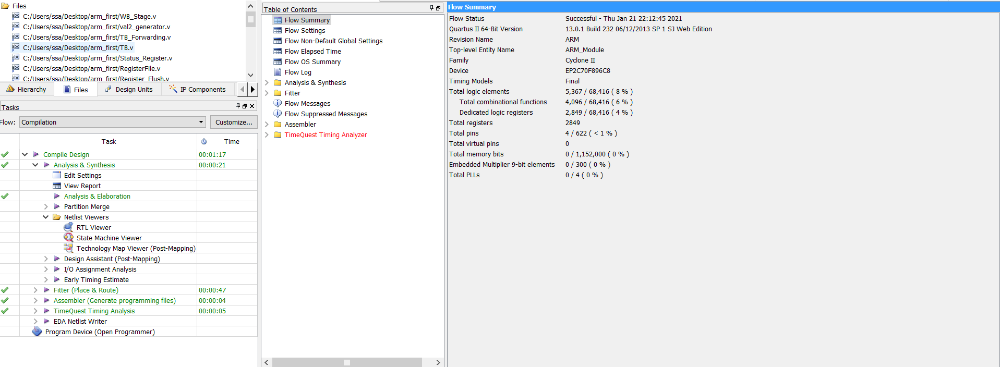 Files
C:/Users/ssa/Desktop/arm_first/WB_Stage.v
C:/Users/ssa/Desktop/arm_first/val2_generator.v
C:/Users/ssa/Desktop/arm_first/TB_Forwarding.v
C:/Users/ssa/Desktop/arm_first/TB.v
C:/Users/ssa/Desktop/arm_first/Status_Register.v
C:/Users/ssa/Desktop/arm_first/RegisterFile.v
C:/Users/ssa/Desktop/arm_first/Register_Flush.v
Hierarchy Files Design Units IP Components
Tasks
Flow: Compilation Customize...
Task Time
Compile Design 00:01:17
Analysis & Synthesis 00:00:21
Edit Settings
View Report
Analysis & Elaboration
Partition Merge
Netlist Viewers
RTL Viewer
State Machine Viewer
Technology Map Viewer (Post-Mapping)
Design Assistant (Post-Mapping)
I/O Assignment Analysis
Early Timing Estimate
Fitter (Place & Route) 00:00:47
Assembler (Generate programming files) 00:00:04
TimeQuest Timing Analysis 00:00:05
EDA Netlist Writer
Program Device (Open Programmer)
Table of Contents
Flow Summary
Flow Settings
Flow Non-Default Global Settings
Flow Elapsed Time
Flow OS Summary
Flow Log
Analysis & Synthesis
Fitter
Flow Messages
Flow Suppressed Messages
Assembler
TimeQuest Timing Analyzer
Flow Summary
Flow Status Successful - Thu Jan 21 22:12:45 2021
Quartus II 64-Bit Version 13.0.1 Build 232 06/12/2013 SP 1 SJ Web Edition
Revision Name ARM
Top-level Entity Name ARM_Module
Family Cyclone II
Device EP2C70F896C8
Timing Models Final
Total logic elements 5,367 / 68,416 ( 8 % )
Total combinational functions 4,096 / 68,416 ( 6 % )
Dedicated logic registers 2,849 / 68,416 ( 4 % )
Total registers 2849
Total pins 4 / 622 ( < 1 % )
Total virtual pins 0
Total memory bits 0 / 1,152,000 ( 0 % )
Embedded Multiplier 9-bit elements 0 / 300 ( 0 % )
Total PLLs 0 / 4 ( 0 % )